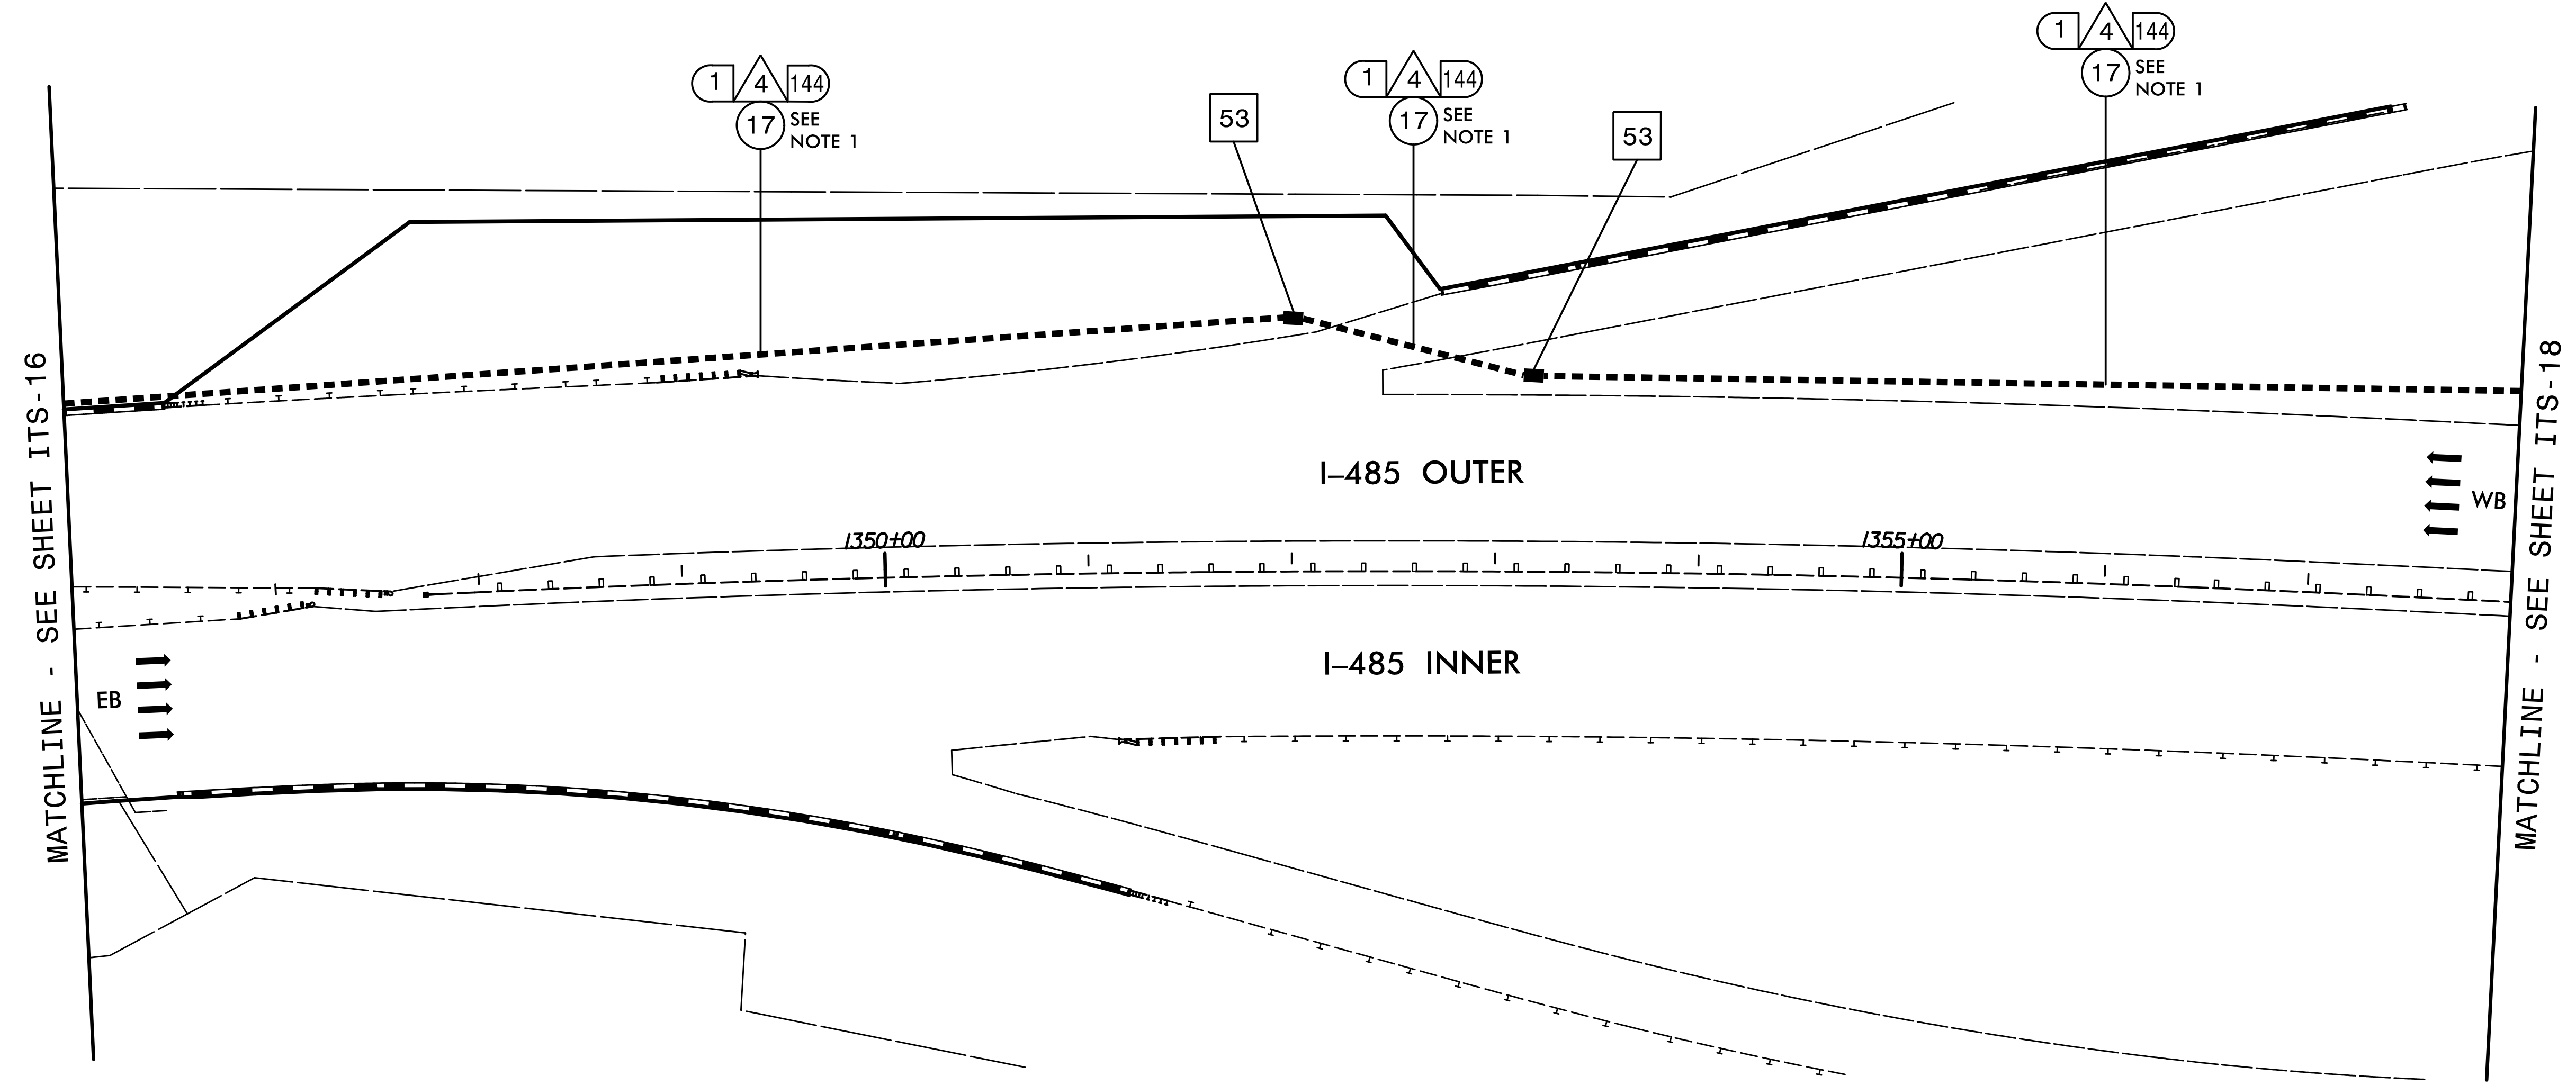 1 4 144
17 SEE
NOTE 1
53
1 4 144
17 SEE
NOTE 1
53
1 4 144
17 SEE
NOTE 1
MATCHLINE - SEE SHEET ITS-16
I-485 OUTER
WB
1350+00
1355+00
I-485 INNER
EB
MATCHLINE - SEE SHEET ITS-18